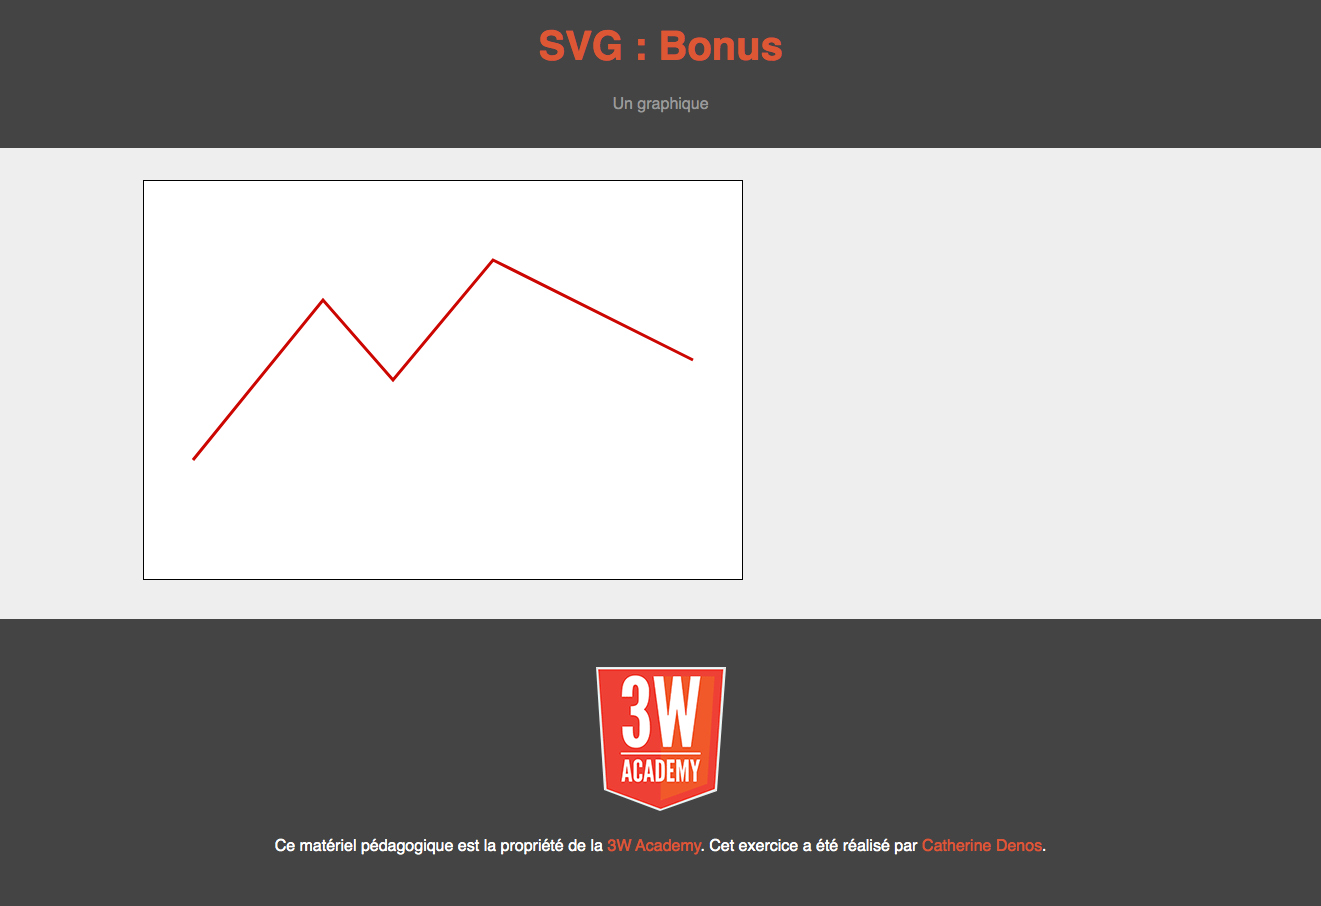 SVG : Bonus
Un graphique
3W
ACADEMY
Ce matériel pédagogique est la propriété de la 3W Academy. Cet exercice a été réalisé par Catherine Denos.